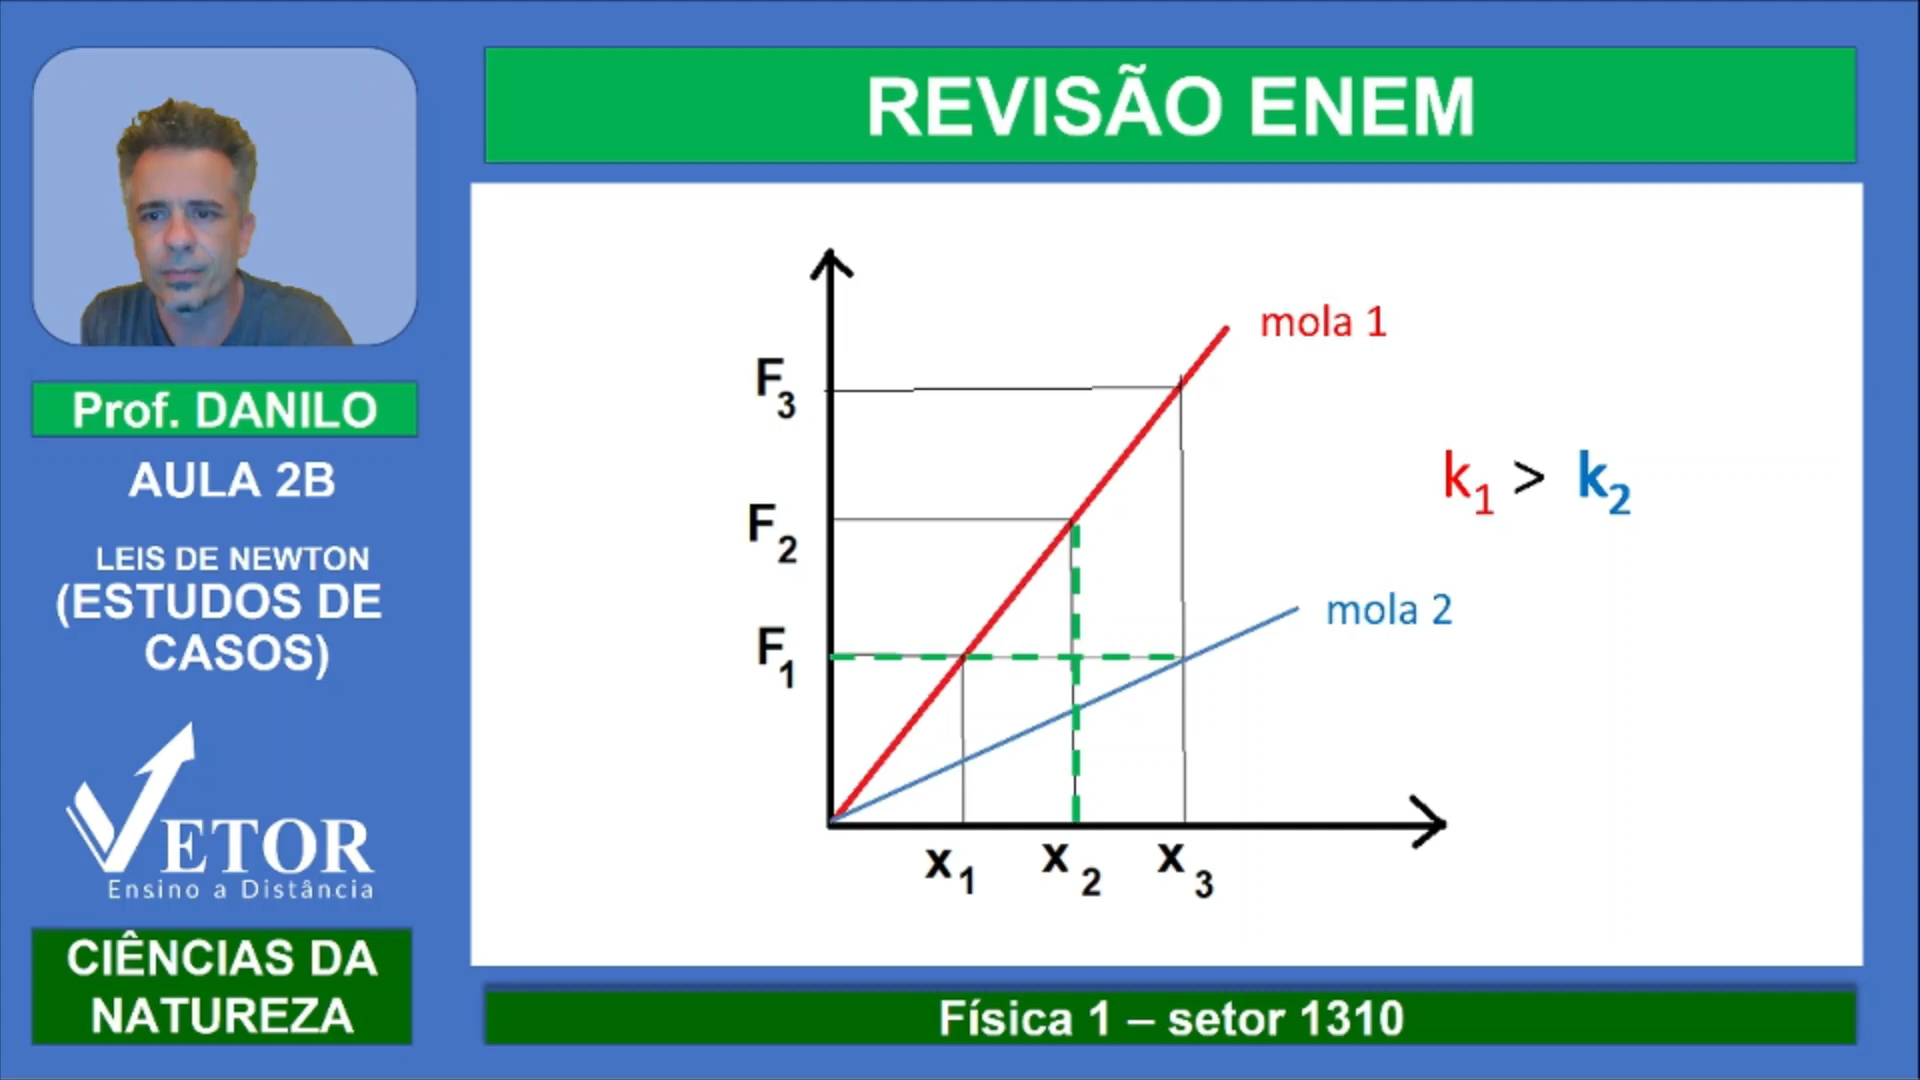 REVISÃO ENEM
Prof. DANILO
AULA 2B
LEIS DE NEWTON
(ESTUDOS DE
CASOS)
VETOR
Ensino a Distância
CIÊNCIAS DA
NATUREZA
mola 1
F3
k1 > k2
F2
mola 2
F1
x1 x2 x3
Física 1 – setor 1310